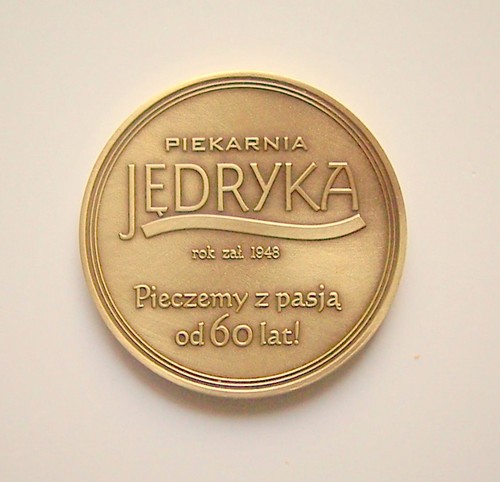 PIEKARNIA
JĘDRYKA
rok zał. 1948
Pieczemy z pasją
od 60 lat!